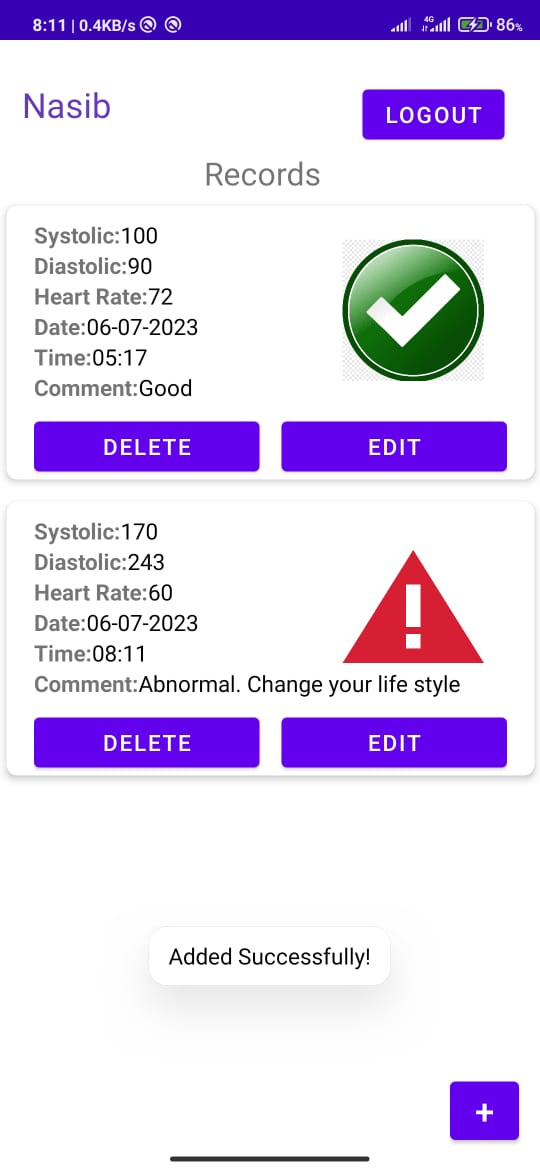 8:11 | 0.4KB/s 4G 86%
Nasib
LOGOUT
Records
Systolic:100
Diastolic:90
Heart Rate:72
Date:06-07-2023
Time:05:17
Comment:Good
DELETE EDIT
Systolic:170
Diastolic:243
Heart Rate:60
Date:06-07-2023
Time:08:11
Comment:Abnormal. Change your life style
DELETE EDIT
Added Successfully!
+